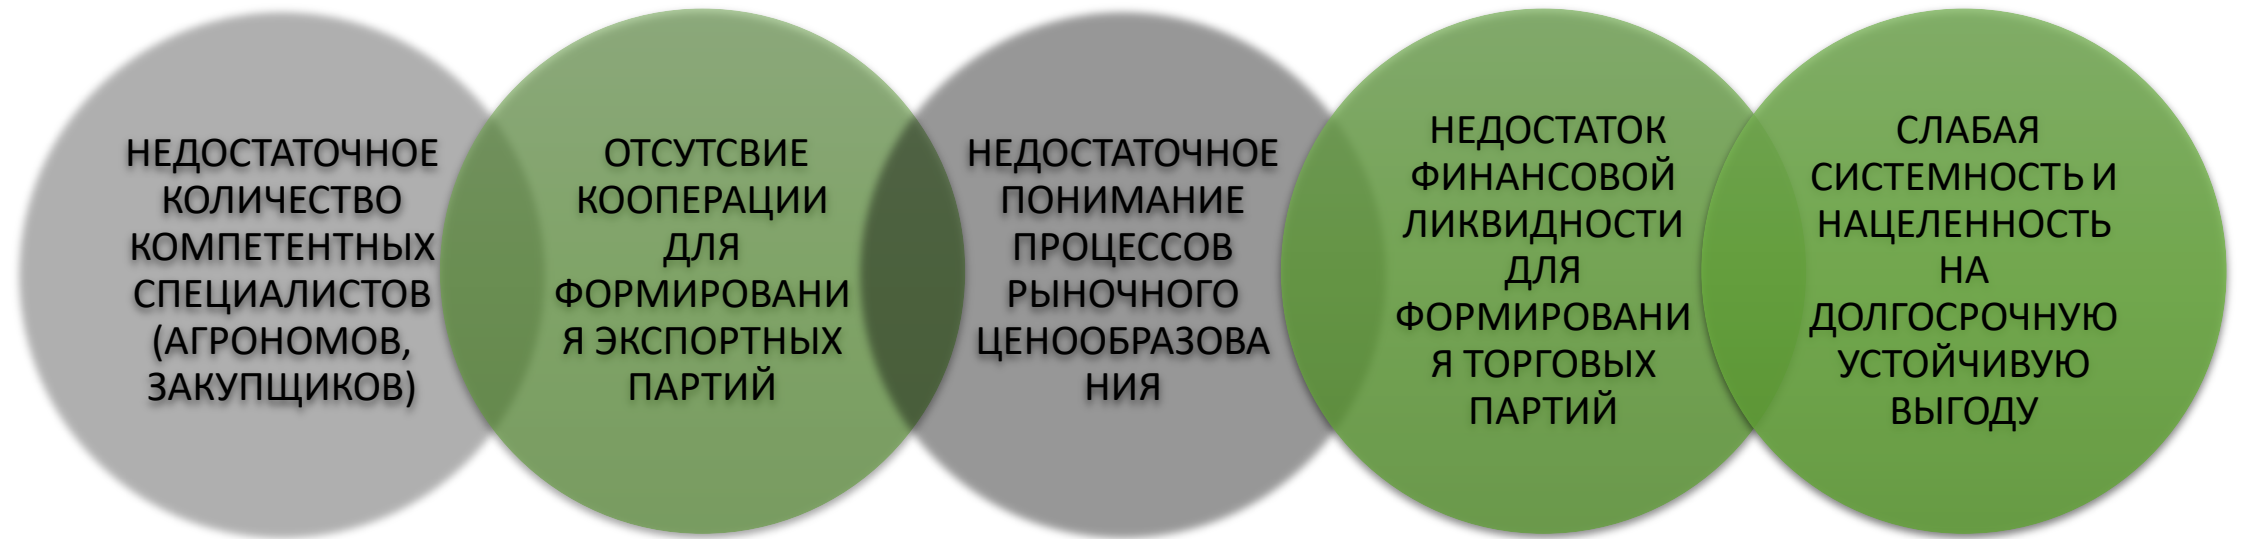 НЕДОСТАТОЧНОЕ
КОЛИЧЕСТВО
КОМПЕТЕНТНЫХ
СПЕЦИАЛИСТОВ
(АГРОНОМОВ,
ЗАКУПЩИКОВ)
ОТСУТСВИЕ
КООПЕРАЦИИ
ДЛЯ
ФОРМИРОВАНИ
Я ЭКСПОРТНЫХ
ПАРТИЙ
НЕДОСТАТОЧНОЕ
ПОНИМАНИЕ
ПРОЦЕССОВ
РЫНОЧНОГО
ЦЕНООБРАЗОВА
НИЯ
НЕДОСТАТОК
ФИНАНСОВОЙ
ЛИКВИДНОСТИ
ДЛЯ
ФОРМИРОВАНИ
Я ТОРГОВЫХ
ПАРТИЙ
СЛАБАЯ
СИСТЕМНОСТЬ И
НАЦЕЛЕННОСТЬ
НА
ДОЛГОСРОЧНУЮ
УСТОЙЧИВУЮ
ВЫГОДУ